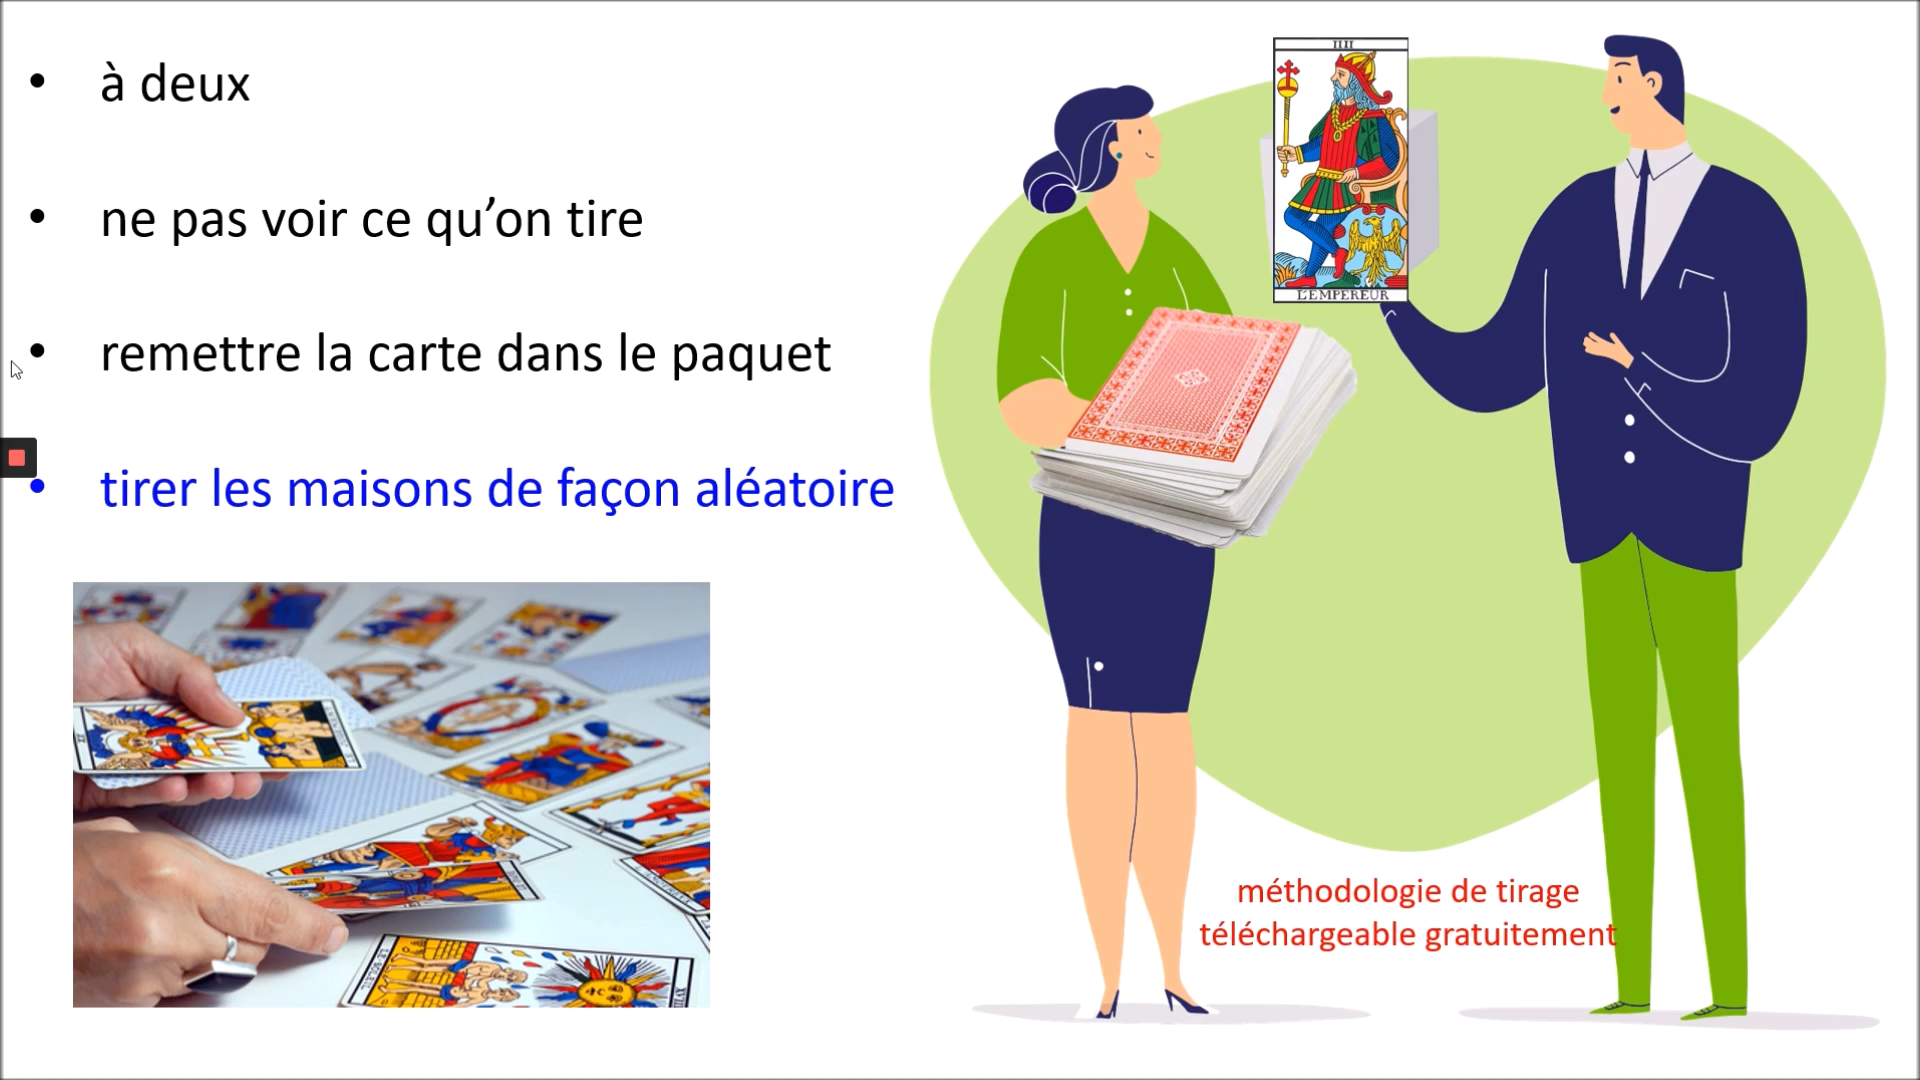 • à deux
• ne pas voir ce qu’on tire
• remettre la carte dans le paquet
• tirer les maisons de façon aléatoire
IIII
L'EMPEREUR
méthodologie de tirage
téléchargeable gratuitement